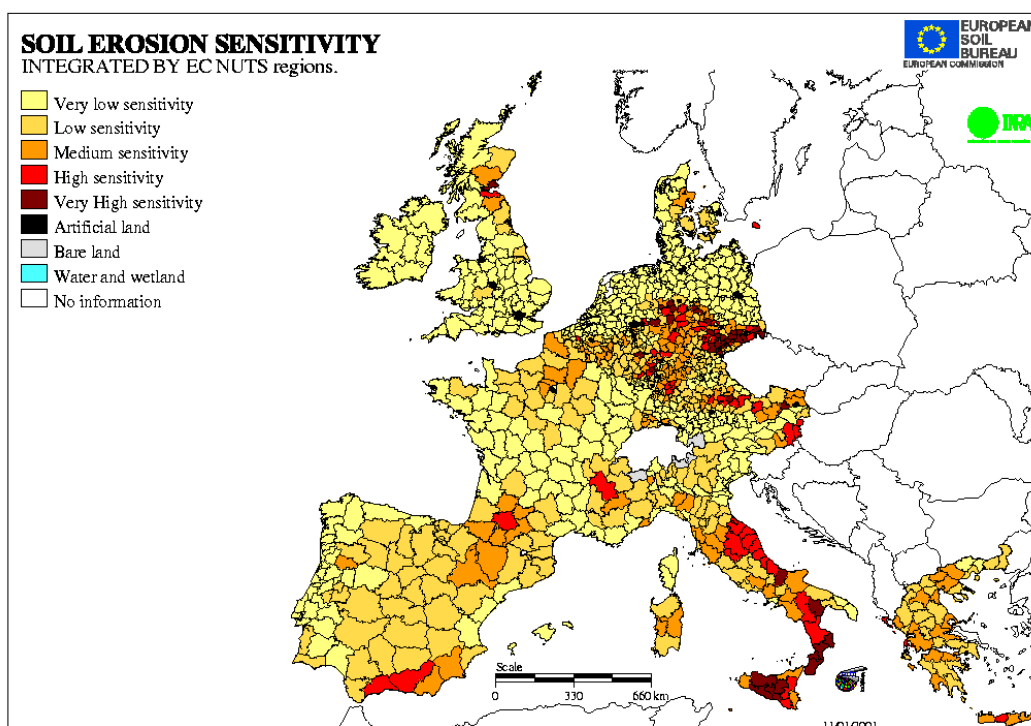 SOIL EROSION SENSITIVITY
INTEGRATED BY EC NUTS regions.
EUROPEAN
SOIL
BUREAU
EUROPEAN COMMISSION
Very low sensitivity
Low sensitivity
Medium sensitivity
High sensitivity
Very High sensitivity
Artificial land
Bare land
Water and wetland
No information
Scale
0 330 660 km